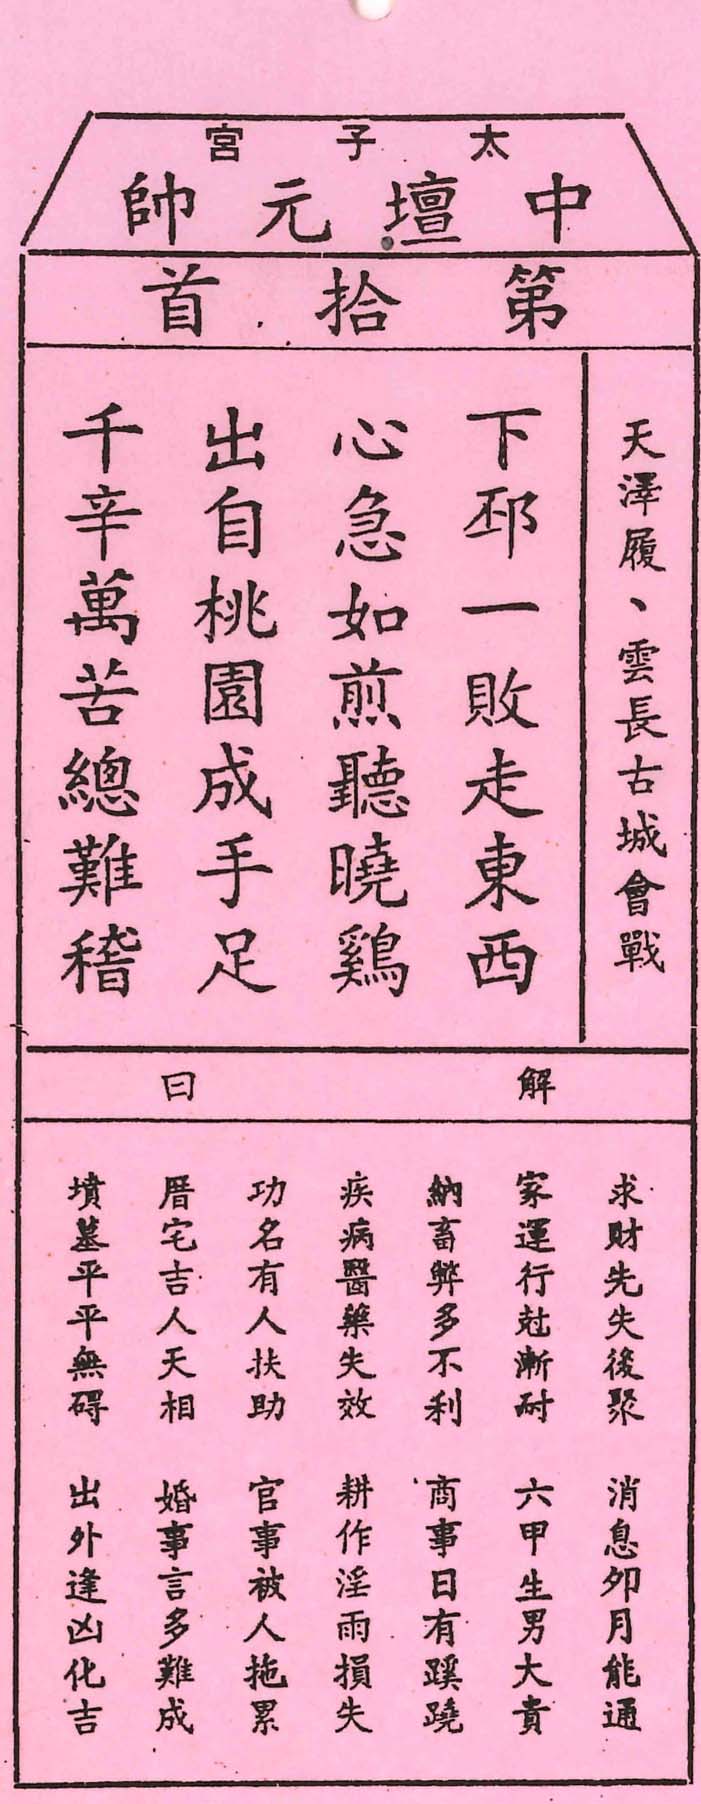 太子宮
中壇元帥
第拾首
天澤履、雲長古城會戰
下邳一敗走東西
心急如煎聽曉鷄
出自桃園成手足
千辛萬苦總難稽
解曰
求財先失後聚
消息卯月能通
家運行尅漸耐
六甲生男大貴
納畜弊多不利
商事日有蹊蹺
疾病醫藥失效
耕作淫雨損失
功名有人扶助
官事被人拖累
厝宅吉人天相
婚事言多難成
墳墓平平無碍
出外逢凶化吉